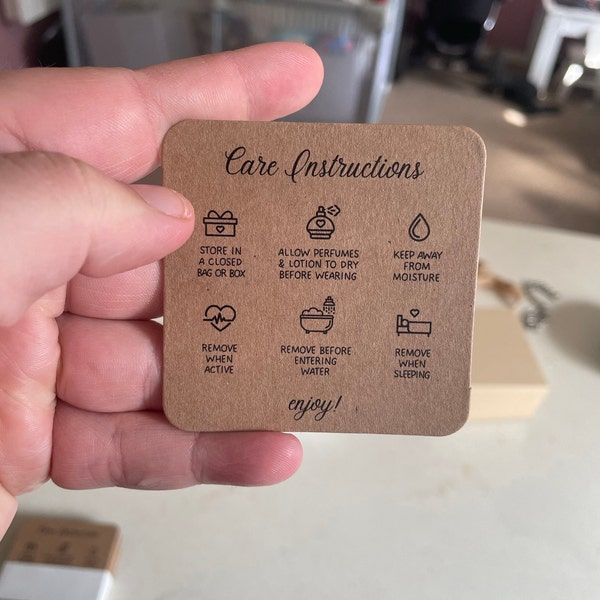 Care Instructions
STORE IN
A CLOSED
BAG OR BOX
ALLOW PERFUMES
& LOTION TO DRY
BEFORE WEARING
KEEP AWAY
FROM
MOISTURE
REMOVE
WHEN
ACTIVE
REMOVE BEFORE
ENTERING
WATER
REMOVE
WHEN
SLEEPING
enjoy!